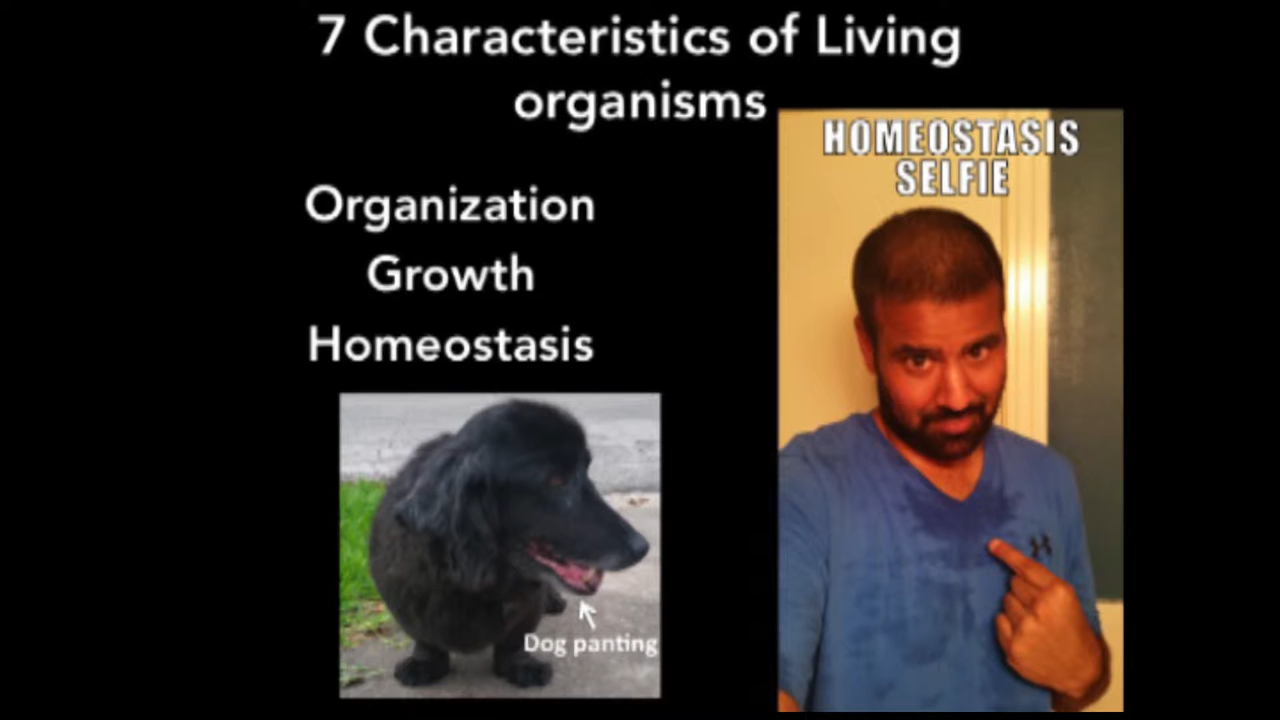 7 Characteristics of Living
organisms
HOMEOSTASIS
SELFIE
Organization
Growth
Homeostasis
Dog panting